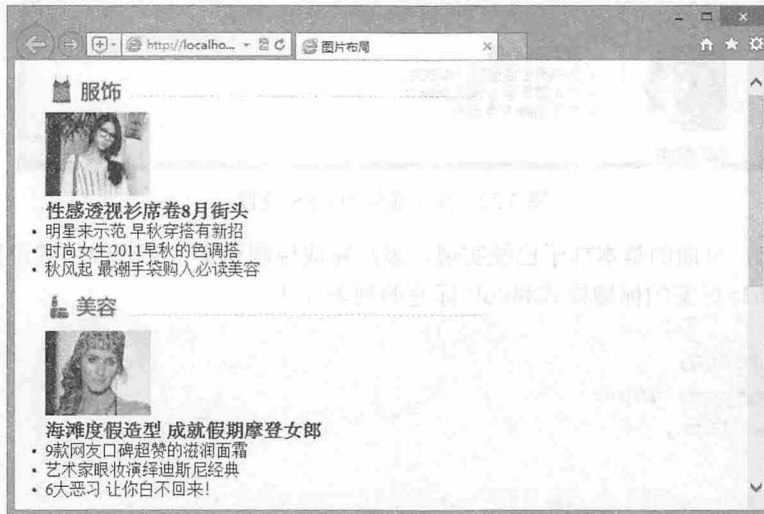 http://localho...
图片布局
服饰
性感透视衫席卷8月街头
明星来示范 早秋穿搭有新招
时尚女生2011早秋的色调搭
秋风起 最潮手袋购入必读美容
美容
海滩度假造型 成就假期摩登女郎
9款网友口碑超赞的滋润面霜
艺术家眼妆演绎迪斯尼经典
6大恶习 让你白不回来!